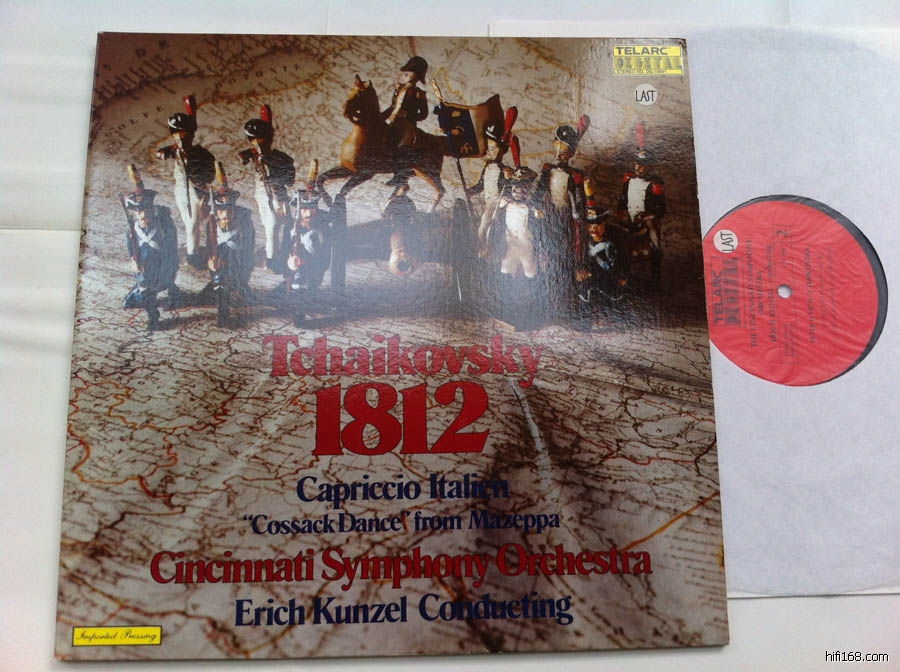 TELARC
DIGITAL
LAST
Tchaikovsky
1812
Capriccio Italien
"Cossack Dance" from Mazeppa
Cincinnati Symphony Orchestra
Erich Kunzel Conducting
Imported Pressing
TELARC
DIGITAL
LAST
2
hifi168.com